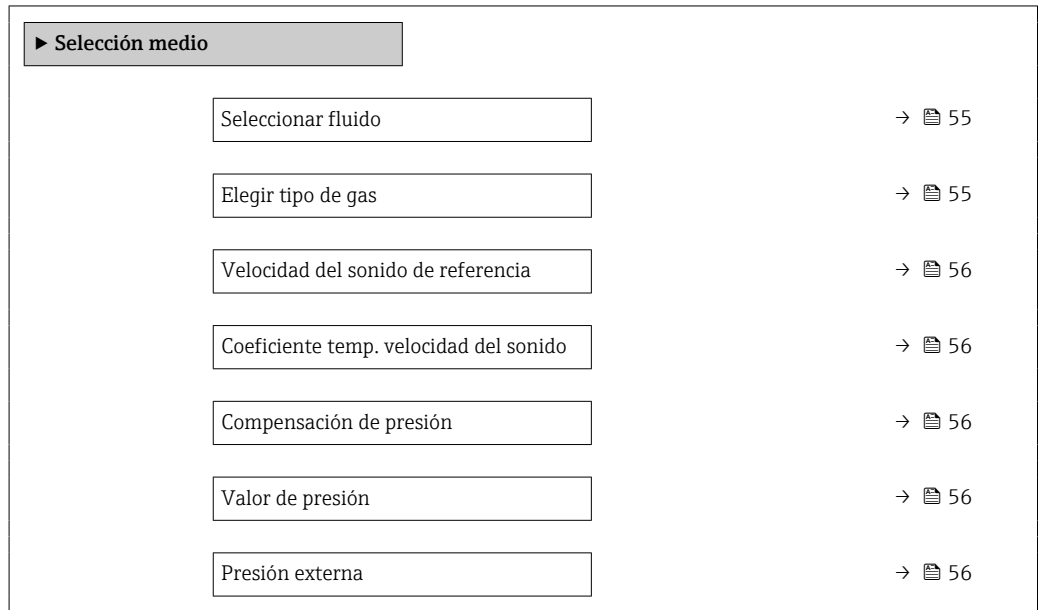 ▶ Selección medio
Seleccionar fluido → 55
Elegir tipo de gas → 55
Velocidad del sonido de referencia → 56
Coeficiente temp. velocidad del sonido → 56
Compensación de presión → 56
Valor de presión → 56
Presión externa → 56